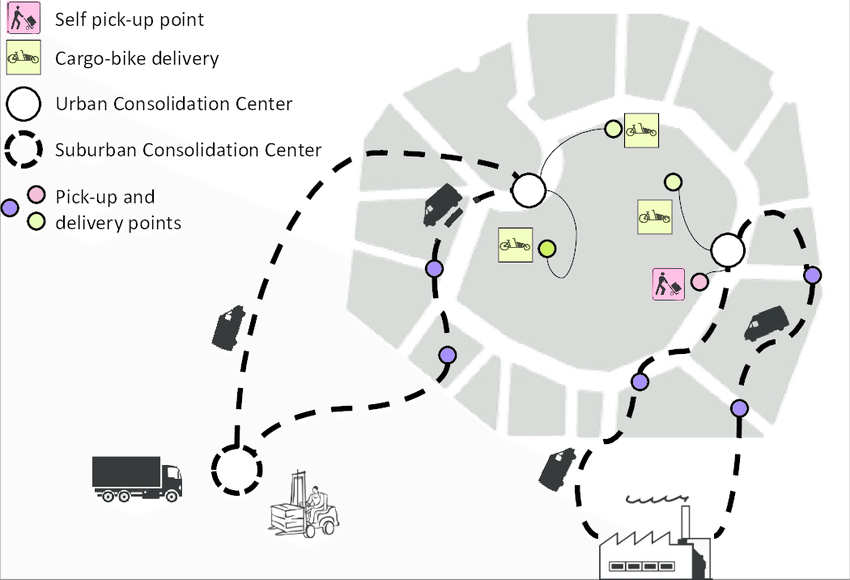 Self pick-up point
Cargo-bike delivery
Urban Consolidation Center
Suburban Consolidation Center
Pick-up and
delivery points